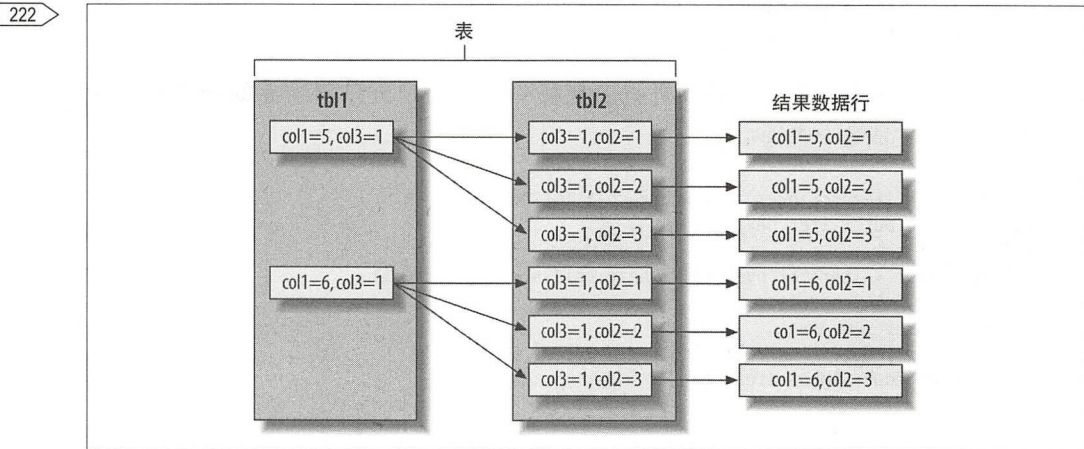 222
表
tbl1
tbl2
结果数据行
col1=5, col3=1
col3=1, col2=1
col1=5, col2=1
col3=1, col2=2
col1=5, col2=2
col3=1, col2=3
col1=5, col2=3
col1=6, col3=1
col3=1, col2=1
col1=6, col2=1
col3=1, col2=2
co1=6, col2=2
col3=1, col2=3
col1=6, col2=3